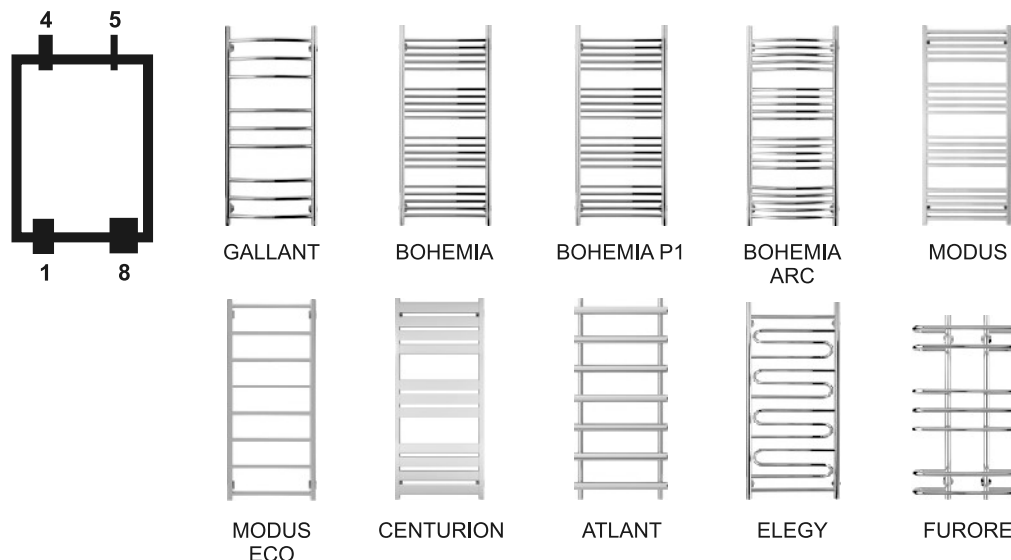 4 5
1 8
GALLANT
BOHEMIA
BOHEMIA P1
BOHEMIA
ARC
MODUS
MODUS
ECO
CENTURION
ATLANT
ELEGY
FURORE